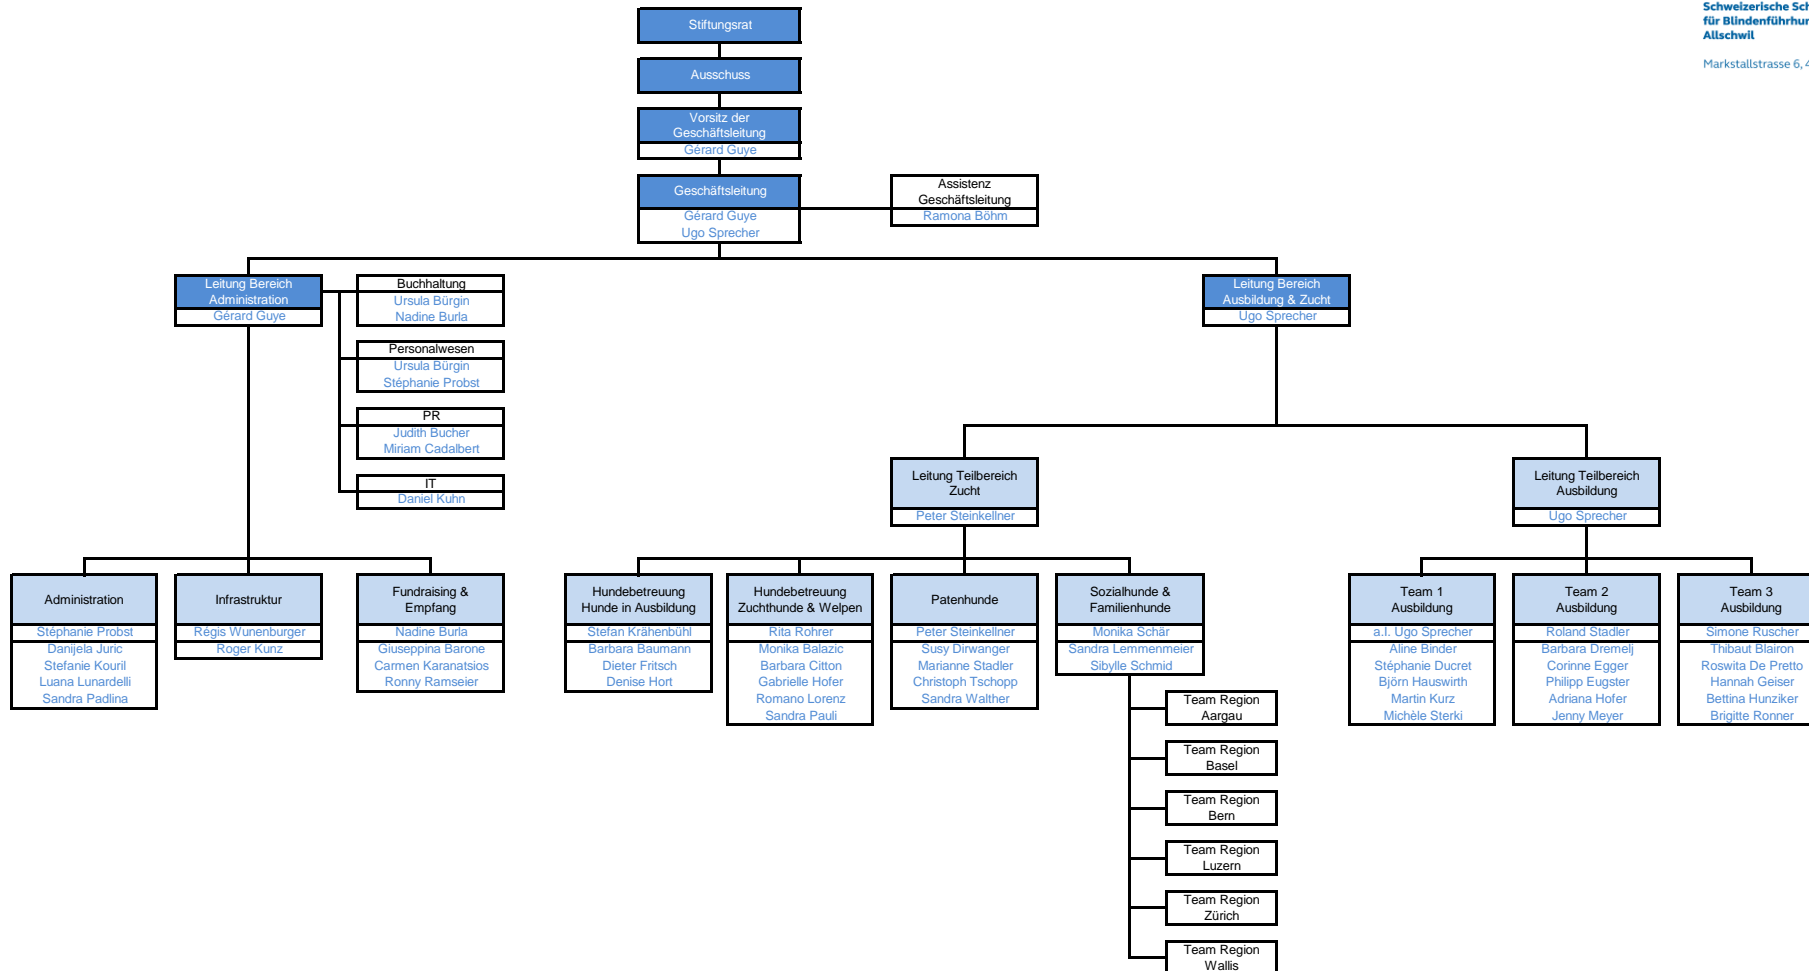 Schweizerische
für
Allschwil
Markstallstrasse 6,
Stiftungsrat
Ausschuss
Vorsitz der
Geschäftsleitung
Gérard Guye
Geschäftsleitung
Gérard Guye
Ugo Sprecher
Assistenz
Geschäftsleitung
Ramona Böhm
Leitung Bereich
Administration
Gérard Guye
Buchhaltung
Ursula Bürgin
Nadine Burla
Personalwesen
Ursula Bürgin
Stéphanie Probst
PR
Judith Bucher
Miriam Cadalbert
IT
Daniel Kuhn
Leitung Bereich
Ausbildung & Zucht
Ugo Sprecher
Leitung Teilbereich
Zucht
Peter Steinkellner
Leitung Teilbereich
Ausbildung
Ugo Sprecher
Administration
Stéphanie Probst
Danijela Juric
Stefanie Kouril
Luana Lunardelli
Sandra Padlina
Infrastruktur
Régis Wunenburger
Roger Kunz
Fundraising &
Empfang
Nadine Burla
Giuseppina Barone
Carmen Karanatsios
Ronny Ramseier
Hundebetreuung
Hunde in Ausbildung
Stefan Krähenbühl
Barbara Baumann
Dieter Fritsch
Denise Hort
Hundebetreuung
Zuchthunde & Welpen
Rita Rohrer
Monika Balazic
Barbara Citton
Gabrielle Hofer
Romano Lorenz
Sandra Pauli
Patenhunde
Peter Steinkellner
Susy Dirwanger
Marianne Stadler
Christoph Tschopp
Sandra Walther
Sozialhunde &
Familienhunde
Monika Schär
Sandra Lemmenmeier
Sibylle Schmid
Team Region
Aargau
Team Region
Basel
Team Region
Bern
Team Region
Luzern
Team Region
Zürich
Team Region
Wallis
Team 1
Ausbildung
a.I. Ugo Sprecher
Aline Binder
Stéphanie Ducret
Björn Hauswirth
Martin Kurz
Michèle Sterki
Team 2
Ausbildung
Roland Stadler
Barbara Dremelj
Corinne Egger
Philipp Eugster
Adriana Hofer
Jenny Meyer
Team 3
Ausbildung
Simone Ruscher
Thibaut Blairon
Roswita De Pretto
Hannah Geiser
Bettina Hunziker
Brigitte Ronner